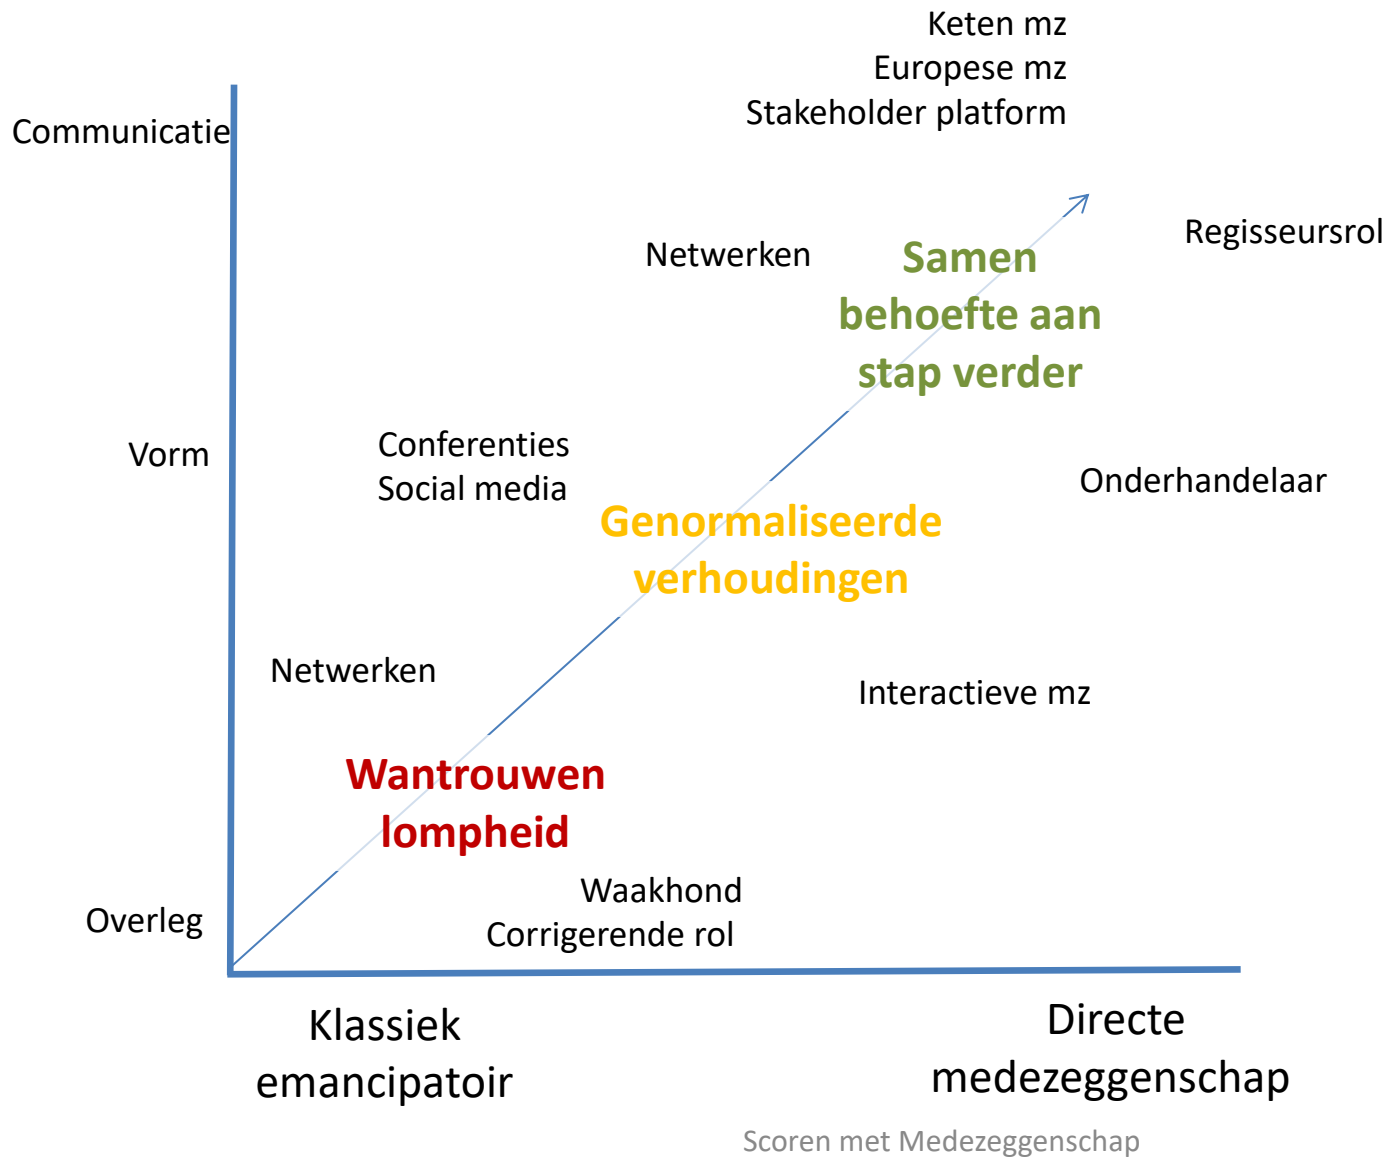 Keten mz
Europese mz
Stakeholder platform
Communicatie
Regisseursrol
Netwerken
Samen
behoefte aan
stap verder
Vorm
Conferenties
Social media
Onderhandelaar
Genormaliseerde
verhoudingen
Netwerken
Interactieve mz
Wantrouwen
lompheid
Overleg
Waakhond
Corrigerende rol
Klassiek
emancipatoir
Directe
medezeggenschap
Scoren met Medezeggenschap